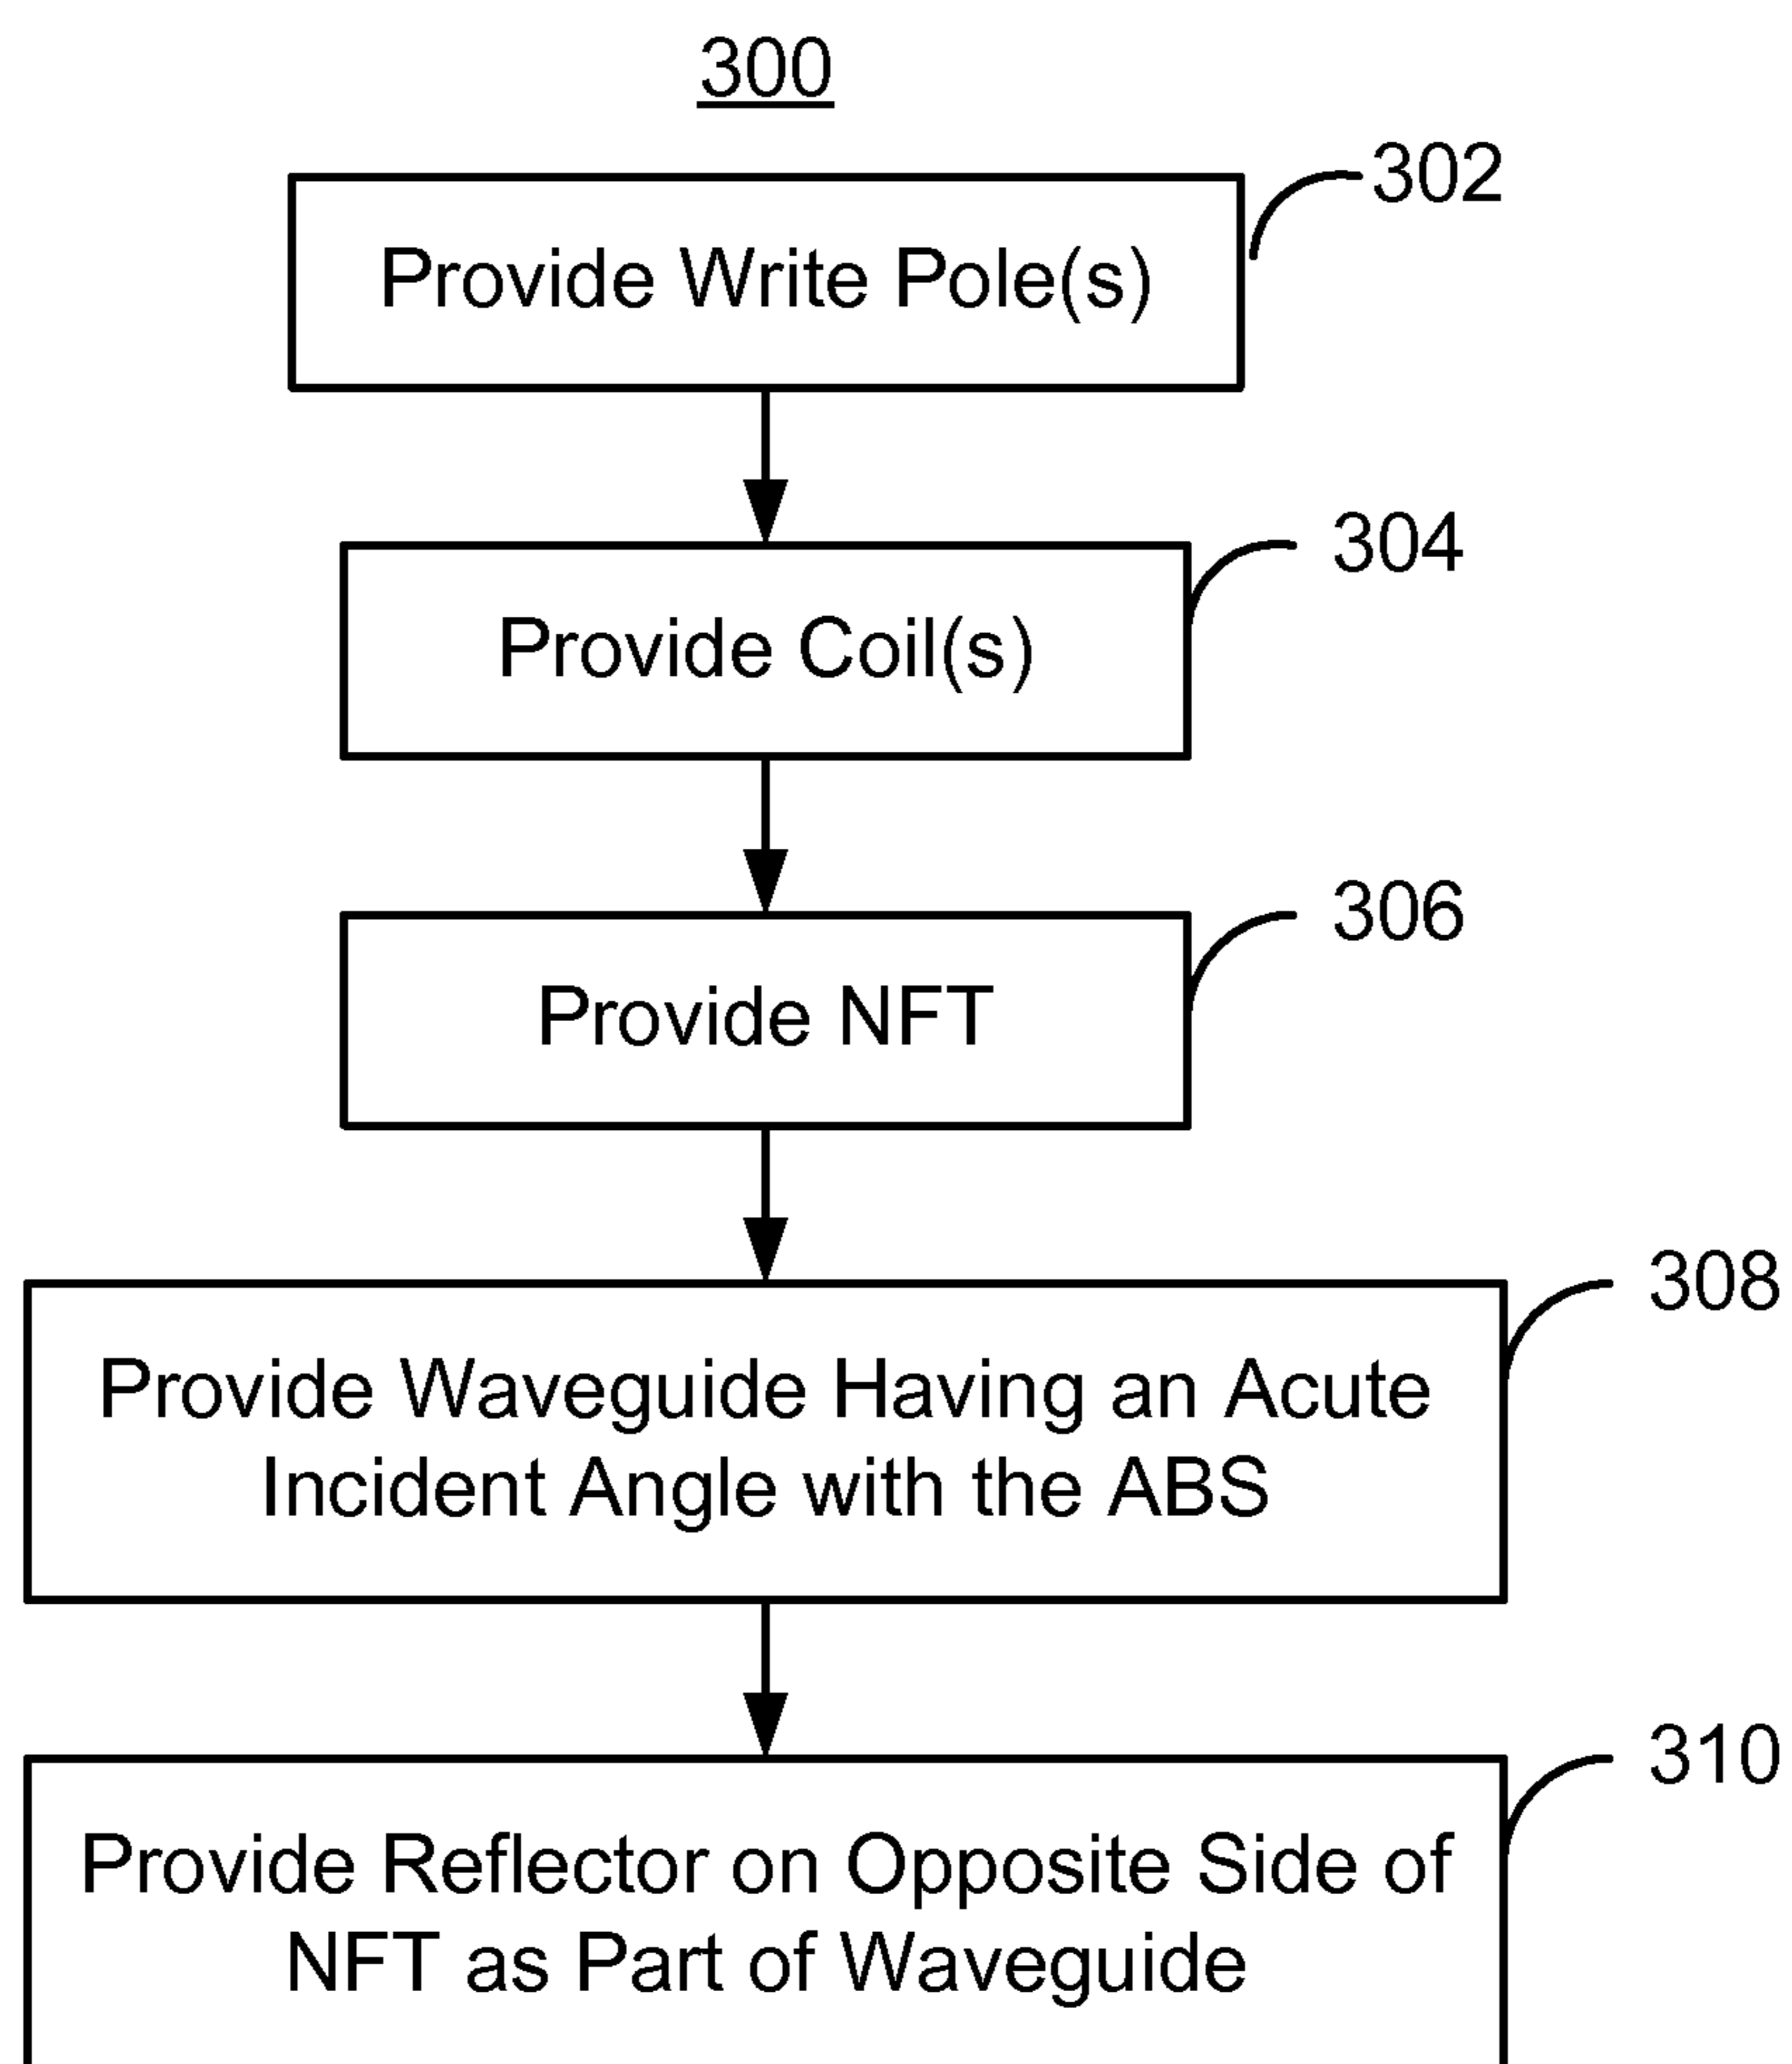 300
302
Provide Write Pole(s)
304
Provide Coil(s)
306
Provide NFT
308
Provide Waveguide Having an Acute
Incident Angle with the ABS
310
Provide Reflector on Opposite Side of
NFT as Part of Waveguide